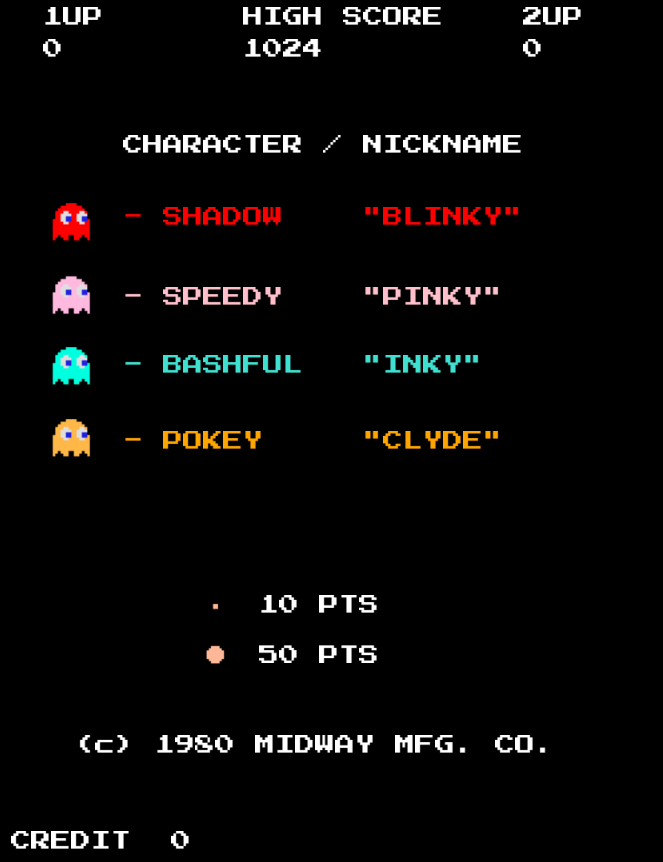 1UP HIGH SCORE 2UP
0 1024 0
CHARACTER / NICKNAME
- SHADOW "BLINKY"
- SPEEDY "PINKY"
- BASHFUL "INKY"
- POKEY "CLYDE"
10 PTS
50 PTS
(c) 1980 MIDWAY MFG. CO.
CREDIT 0